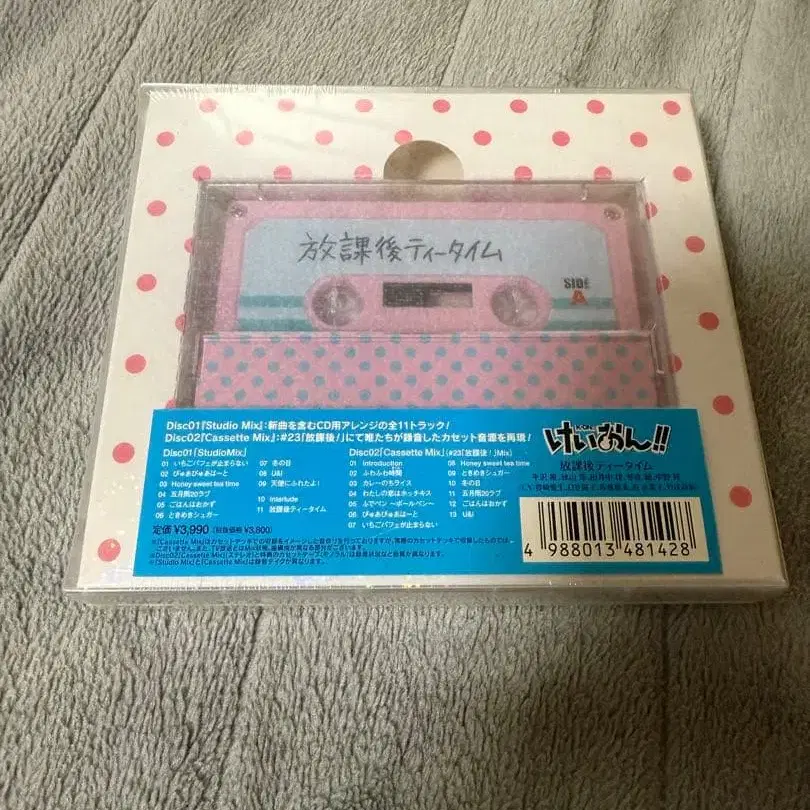 放課後ティータイム
SIDE
A
Disc01『Studio Mix』:新曲を含むCD用アレンジの全11トラック!
Disc02『Cassette Mix』:#23「放課後!」にて唯たちが録音したカセット音源を再現!
Disc01『StudioMix』
01 いちごパフェが止まらない
02 ぴゅあぴゅあはーと
03 Honey sweet tea time
04 五月雨20ラブ
05 ごはんはおかず
06 ときめきシュガー
07 冬の日
08 U&I
09 天使にふれたよ!
10 Interlude
11 放課後ティータイム
Disc02『Cassette Mix』(#23「放課後!」Mix)
01 Introduction
02 ふわふわ時間
03 カレーのちライス
04 わたしの恋はホッチキス
05 ふでペン 〜ボールペン〜
06 ぴゅあぴゅあはーと
07 いちごパフェが止まらない
08 Honey sweet tea time
09 ときめきシュガー
10 冬の日
11 五月雨20ラブ
12 ごはんはおかず
13 U&I
定価 ¥3,990 (税抜価格 ¥3,800)
けいおん!!
放課後ティータイム
4 988013 481428